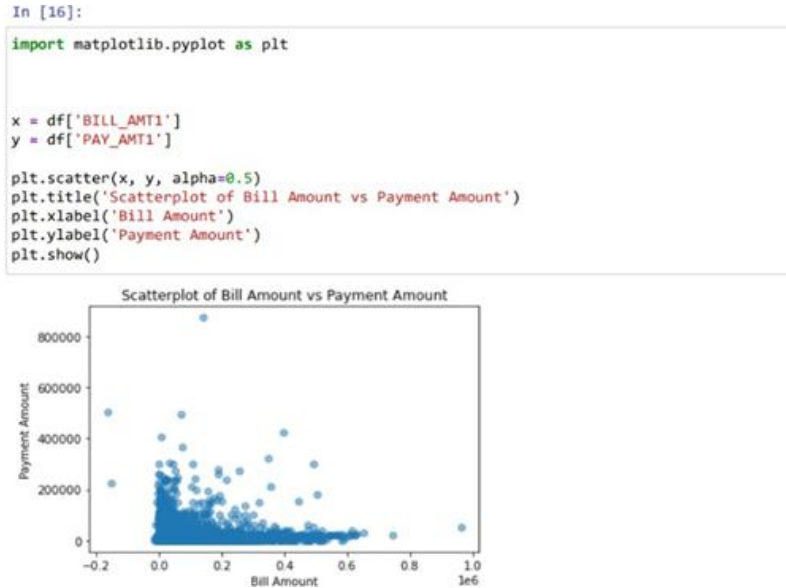 In [16]:
import matplotlib.pyplot as plt
x = df['BILL_AMT1']
y = df['PAY_AMT1']
plt.scatter(x, y, alpha=0.5)
plt.title('Scatterplot of Bill Amount vs Payment Amount')
plt.xlabel('Bill Amount')
plt.ylabel('Payment Amount')
plt.show()
Scatterplot of Bill Amount vs Payment Amount
800000
600000
400000
200000
0
Payment Amount
−0.2 0.0 0.2 0.4 0.6 0.8 1.0
1e6
Bill Amount